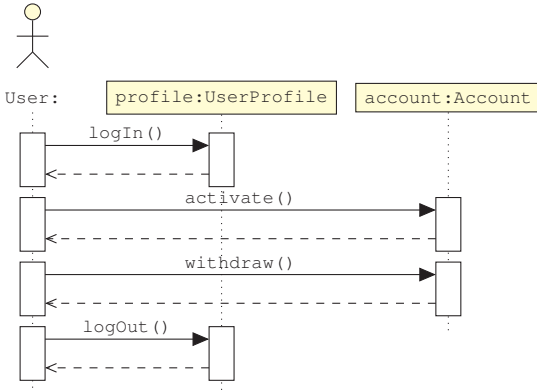 User:
profile:UserProfile
account:Account
logIn()
activate()
withdraw()
logOut()